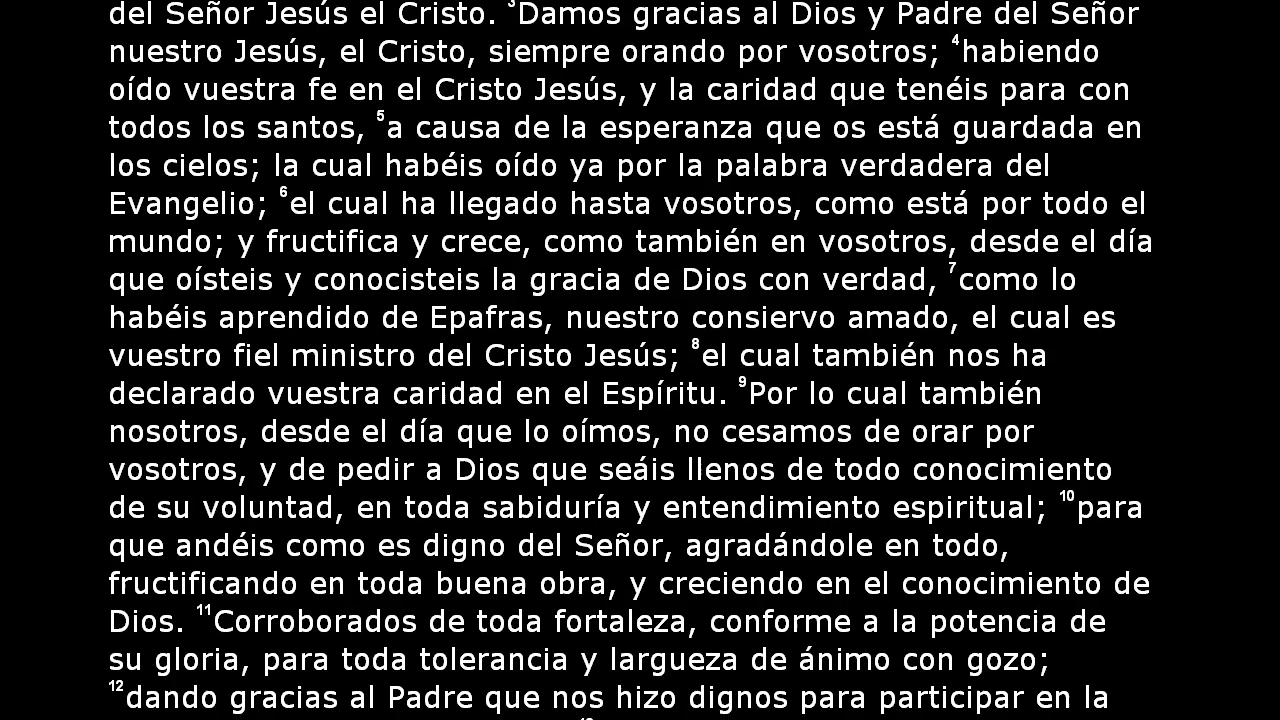 del Señor Jesús el Cristo. ³Damos gracias al Dios y Padre del Señor
nuestro Jesús, el Cristo, siempre orando por vosotros; ⁴habiendo
oído vuestra fe en el Cristo Jesús, y la caridad que tenéis para con
todos los santos, ⁵a causa de la esperanza que os está guardada en
los cielos; la cual habéis oído ya por la palabra verdadera del
Evangelio; ⁶el cual ha llegado hasta vosotros, como está por todo el
mundo; y fructifica y crece, como también en vosotros, desde el día
que oísteis y conocisteis la gracia de Dios con verdad, ⁷como lo
habéis aprendido de Epafras, nuestro consiervo amado, el cual es
vuestro fiel ministro del Cristo Jesús; ⁸el cual también nos ha
declarado vuestra caridad en el Espíritu. ⁹Por lo cual también
nosotros, desde el día que lo oímos, no cesamos de orar por
vosotros, y de pedir a Dios que seáis llenos de todo conocimiento
de su voluntad, en toda sabiduría y entendimiento espiritual; ¹⁰para
que andéis como es digno del Señor, agradándole en todo,
fructificando en toda buena obra, y creciendo en el conocimiento de
Dios. ¹¹Corroborados de toda fortaleza, conforme a la potencia de
su gloria, para toda tolerancia y largueza de ánimo con gozo;
¹²dando gracias al Padre que nos hizo dignos para participar en la